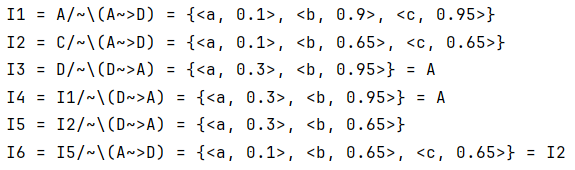 I1 = A/~\(A~>D) = {<a, 0.1>, <b, 0.9>, <c, 0.95>}
I2 = C/~\(A~>D) = {<a, 0.1>, <b, 0.65>, <c, 0.65>}
I3 = D/~\(D~>A) = {<a, 0.3>, <b, 0.95>} = A
I4 = I1/~\(D~>A) = {<a, 0.3>, <b, 0.95>} = A
I5 = I2/~\(D~>A) = {<a, 0.3>, <b, 0.65>}
I6 = I5/~\(A~>D) = {<a, 0.1>, <b, 0.65>, <c, 0.65>} = I2